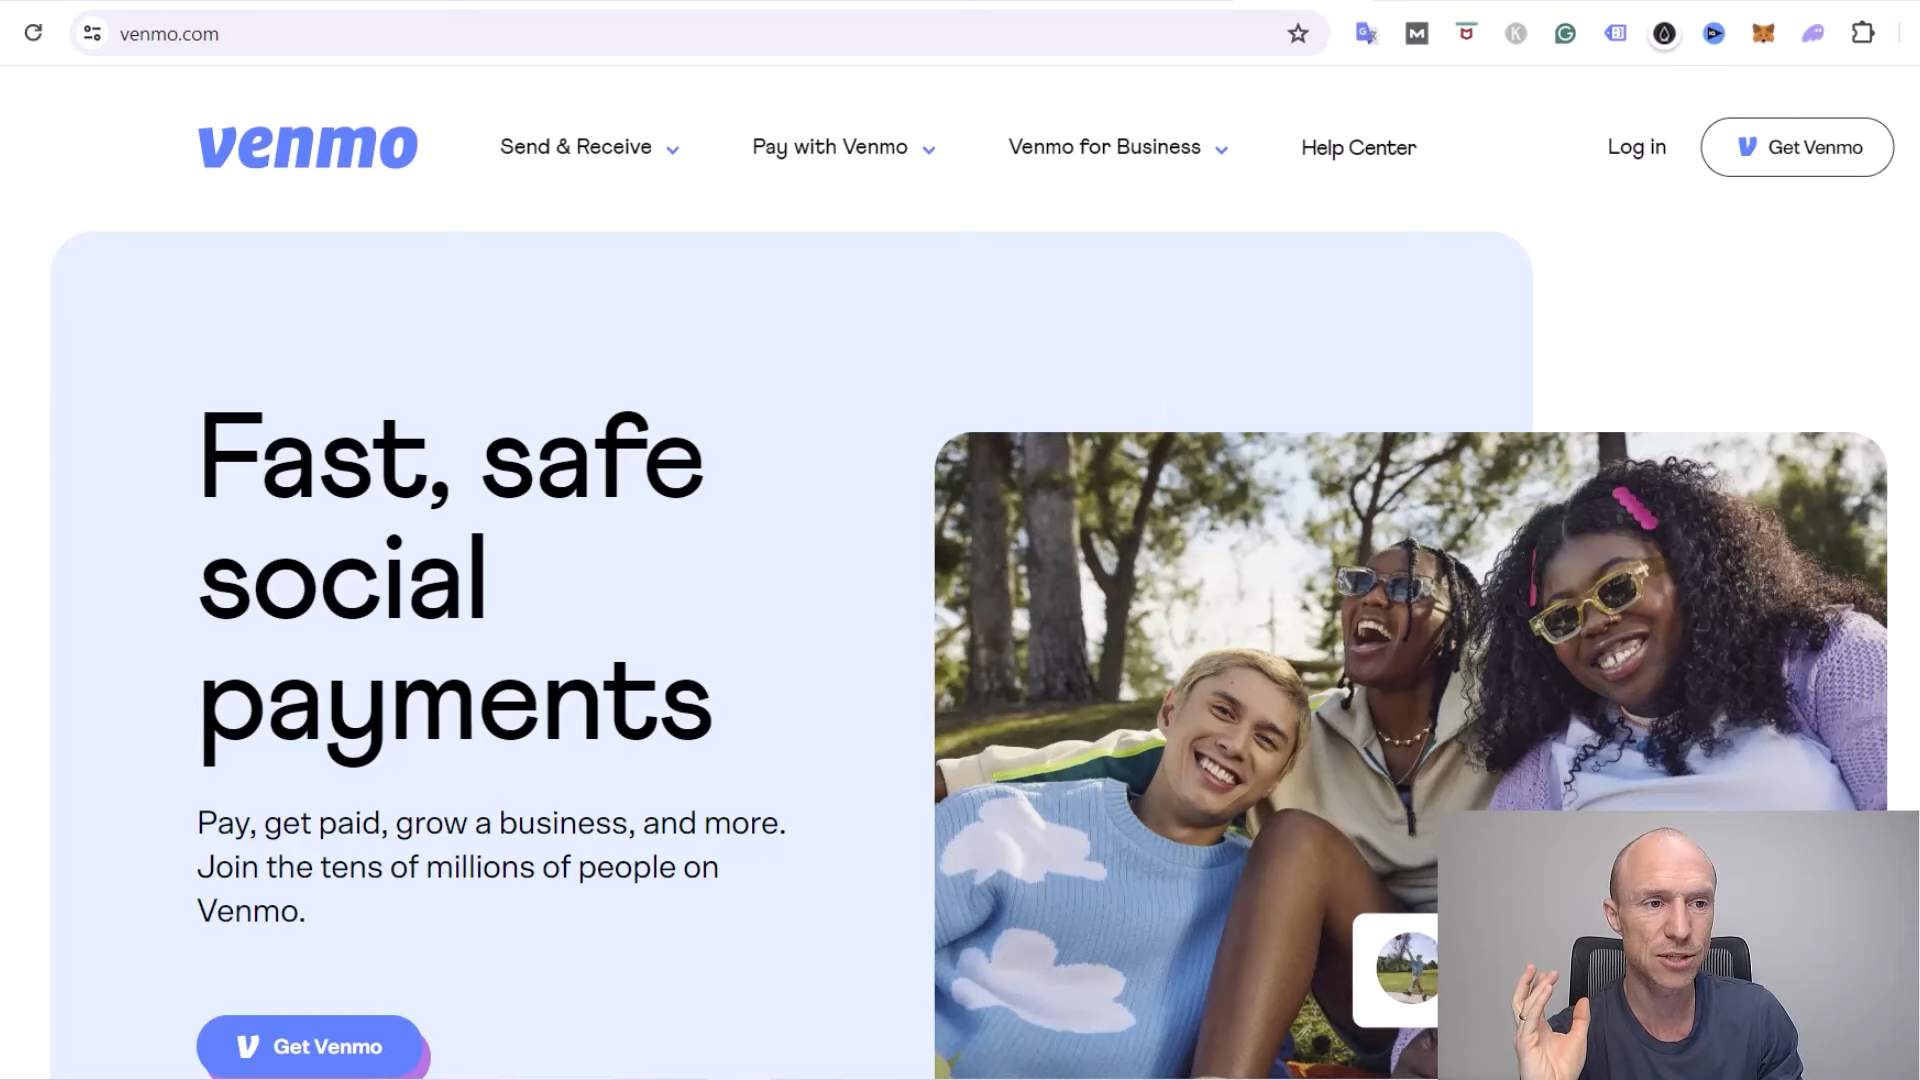 venmo.com
venmo
Send & Receive
Pay with Venmo
Venmo for Business
Help Center
Log in
Get Venmo
Fast, safe
social
payments
Pay, get paid, grow a business, and more.
Join the tens of millions of people on
Venmo.
Get Venmo